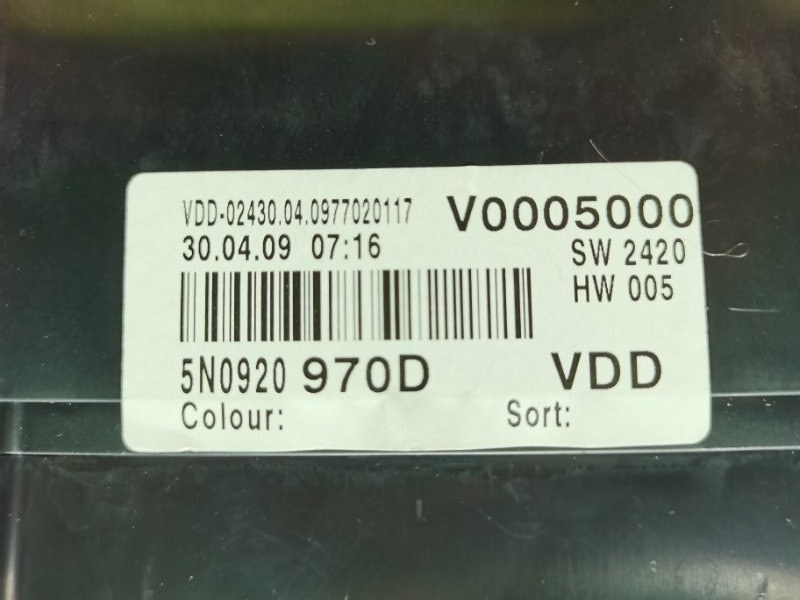 VDD-02430.04.0977020117 V0005000
30.04.09 07:16 SW 2420
HW 005
5N0920 970D VDD
Colour: Sort: